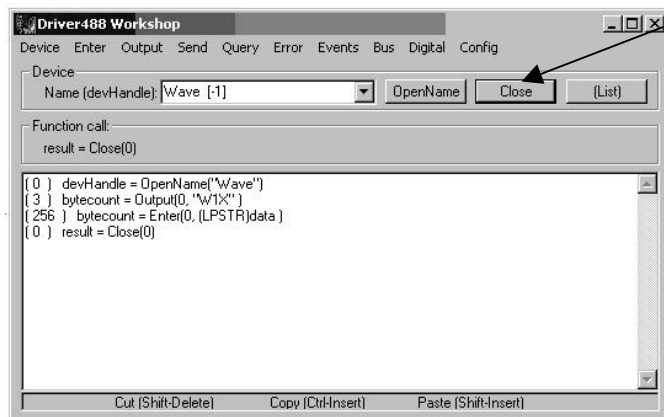 Driver488 Workshop
Device Enter Output Send Query Error Events Bus Digital Config
Device
Name (devHandle): Wave [-1] OpenName Close (List)
Function call:
result = Close(0)
( 0 ) devHandle = OpenName("Wave")
( 3 ) bytecount = Output(0, "W1X" )
( 256 ) bytecount = Enter(0, (LPSTR)data )
( 0 ) result = Close(0)
Cut (Shift-Delete) Copy (Ctrl-Insert) Paste (Shift-Insert)